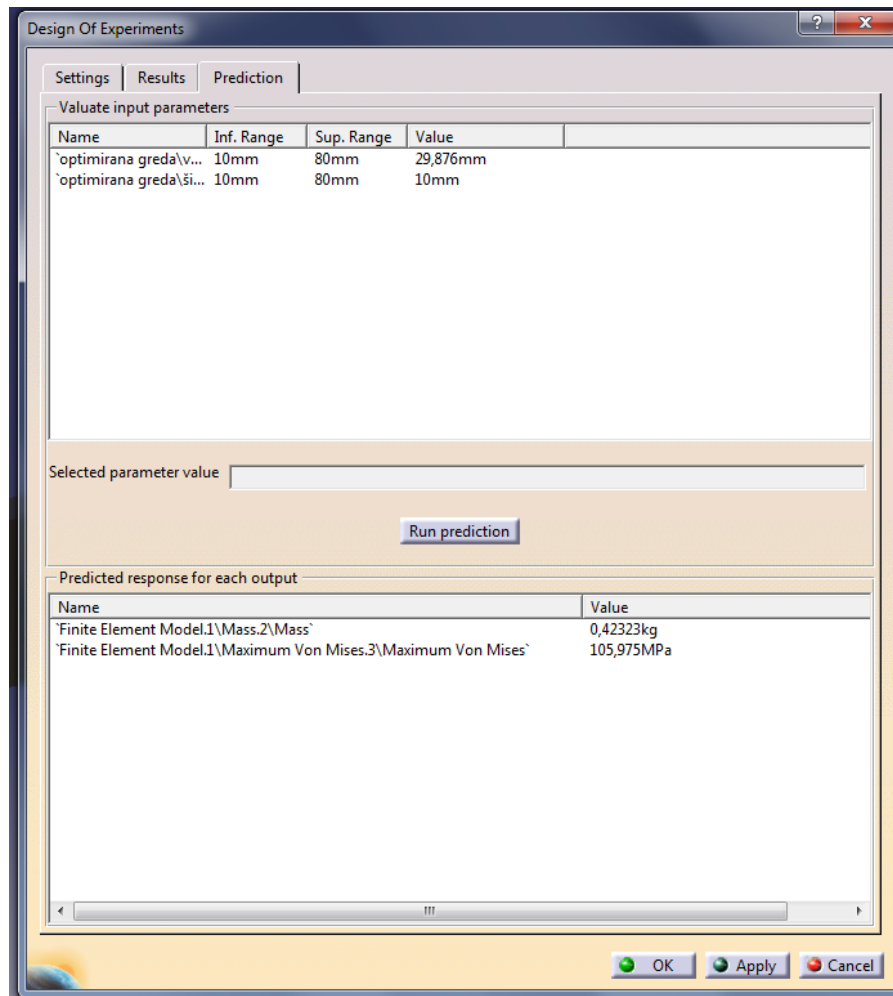 Design Of Experiments
Settings Results Prediction
Valuate input parameters
Name Inf. Range Sup. Range Value
`optimirana greda\v... 10mm 80mm 29,876mm
`optimirana greda\ši... 10mm 80mm 10mm
Selected parameter value
Run prediction
Predicted response for each output
Name Value
`Finite Element Model.1\Mass.2\Mass` 0,42323kg
`Finite Element Model.1\Maximum Von Mises.3\Maximum Von Mises` 105,975MPa
OK Apply Cancel